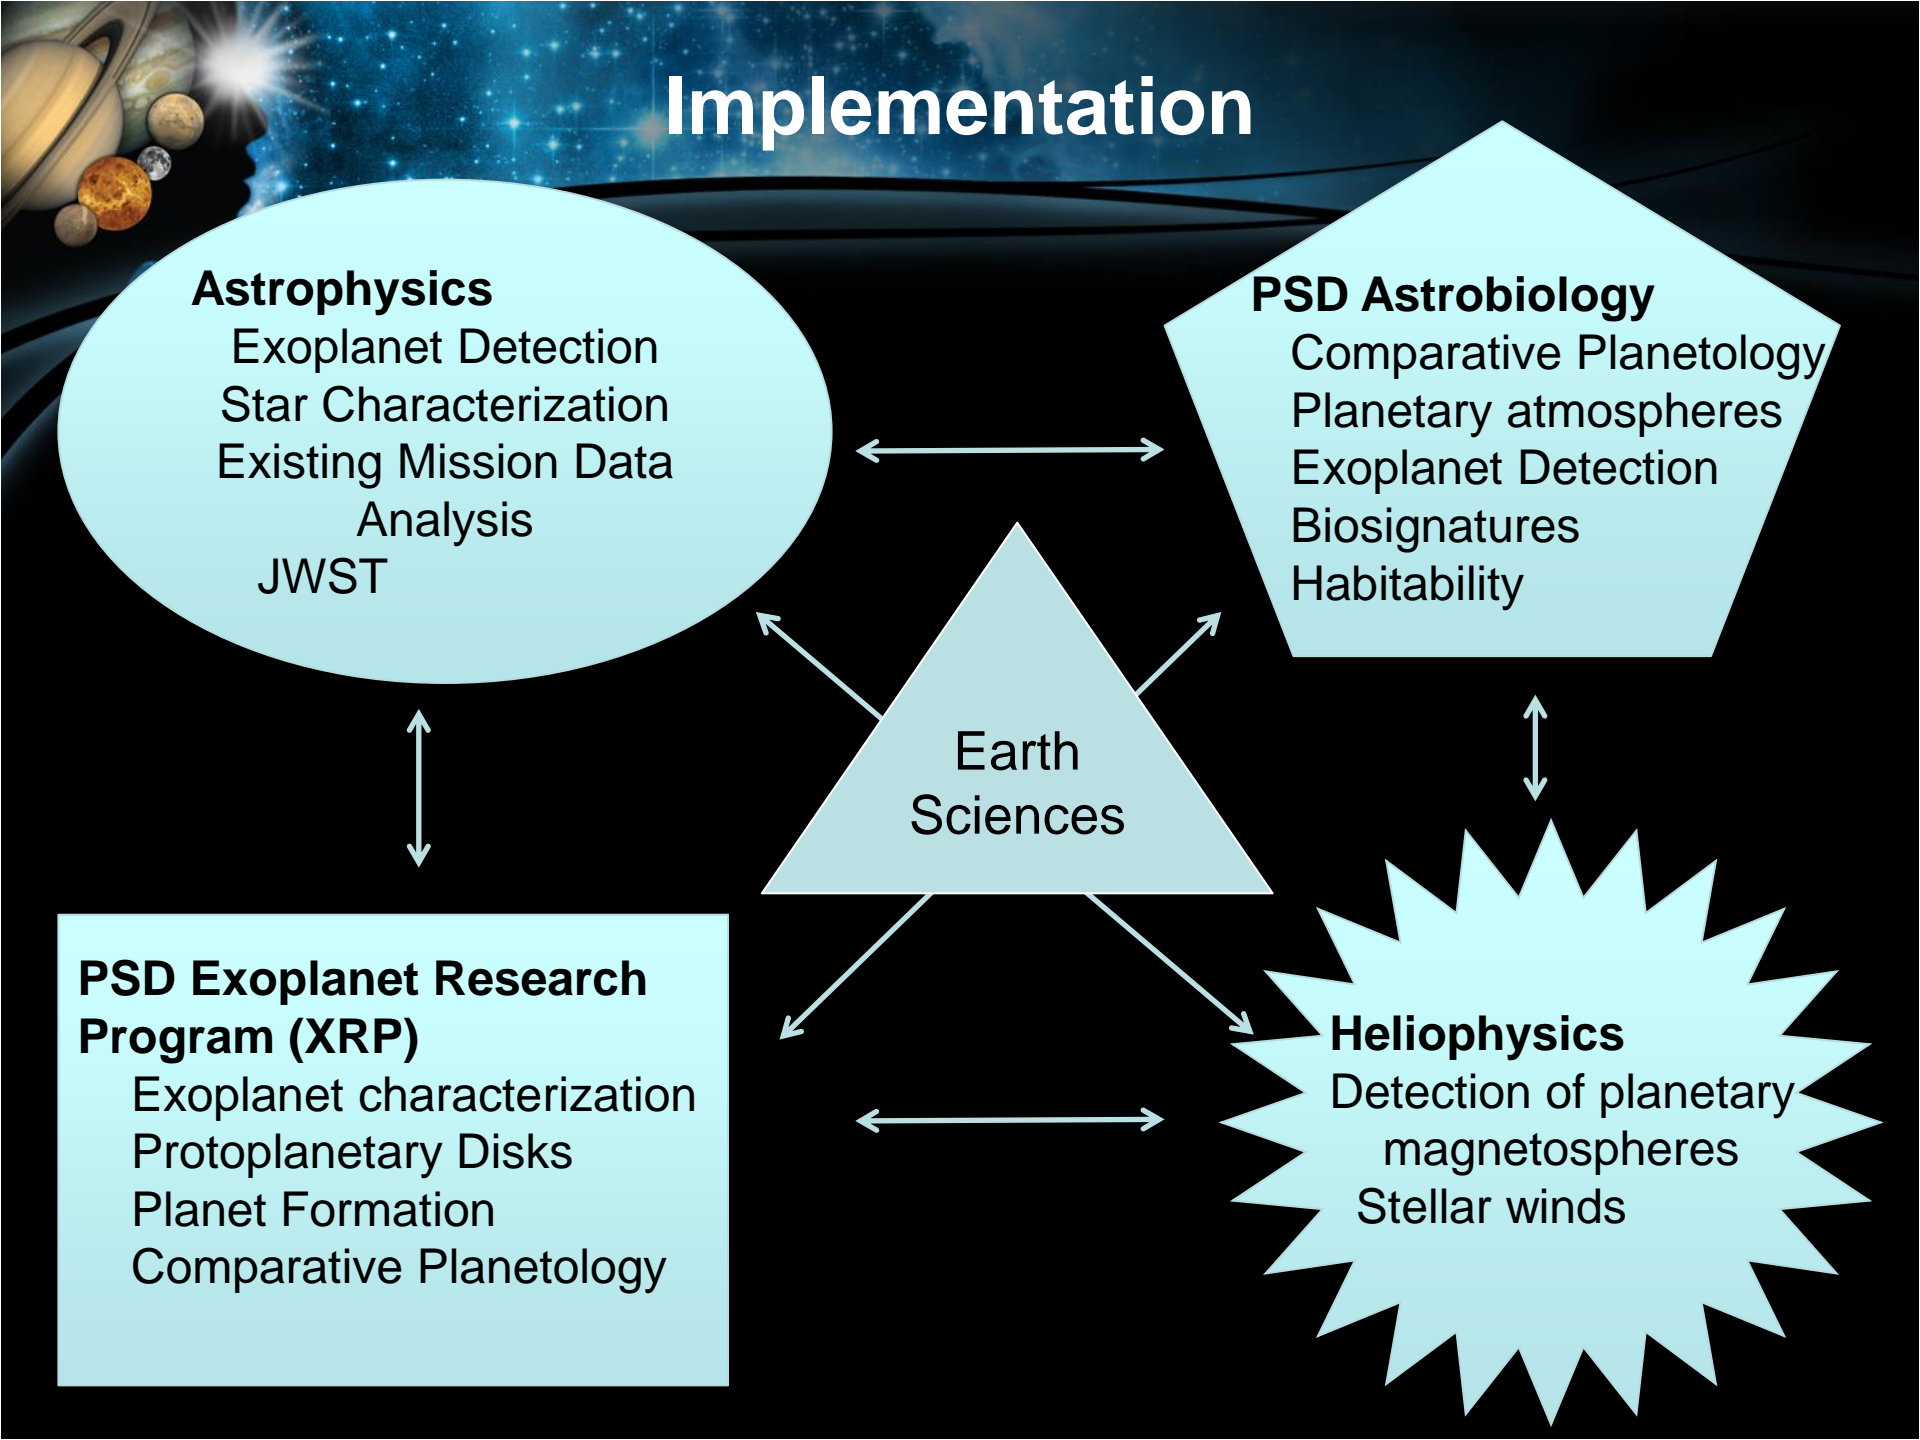 Implementation
Astrophysics
Exoplanet Detection
Star Characterization
Existing Mission Data
Analysis
JWST
PSD Astrobiology
Comparative Planetology
Planetary atmospheres
Exoplanet Detection
Biosignatures
Habitability
Earth
Sciences
PSD Exoplanet Research
Program (XRP)
Exoplanet characterization
Protoplanetary Disks
Planet Formation
Comparative Planetology
Heliophysics
Detection of planetary
magnetospheres
Stellar winds